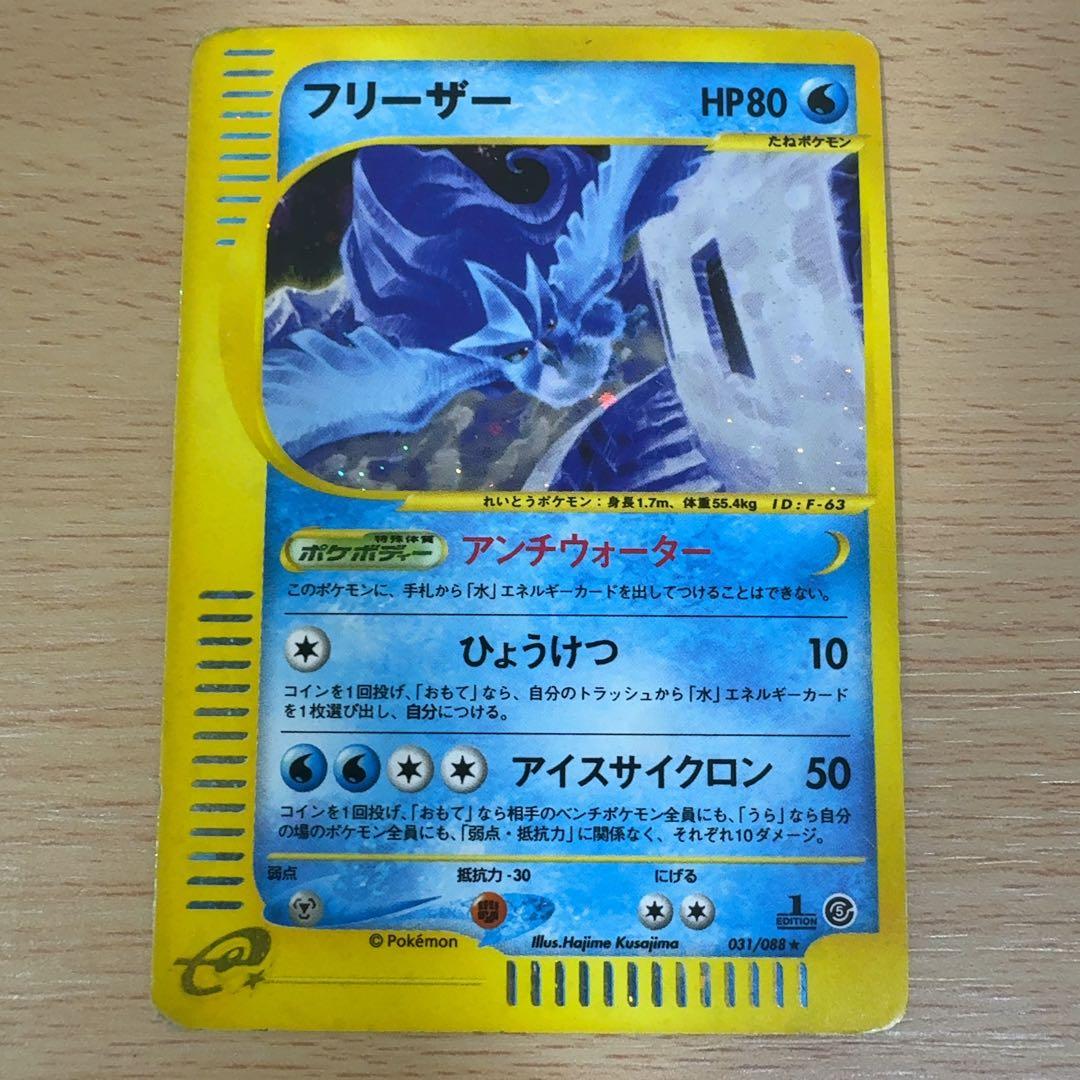 フリーザー HP80
たねポケモン
れいとうポケモン：身長1.7m、体重55.4kg ID:F-63
特殊体質
ポケボディー アンチウォーター
このポケモンに、手札から「水」エネルギーカードを出してつけることはできない。
ひょうけつ 10
コインを1回投げ、「おもて」なら、自分のトラッシュから「水」エネルギーカード
を1枚選び出し、自分につける。
アイスサイクロン 50
コインを1回投げ、「おもて」なら相手のベンチポケモン全員にも、「うら」なら自分
の場のポケモン全員にも、「弱点・抵抗力」に関係なく、それぞれ10ダメージ。
弱点 抵抗力-30 にげる
1 EDITION 5
e © Pokémon Illus.Hajime Kusajima 031/088★